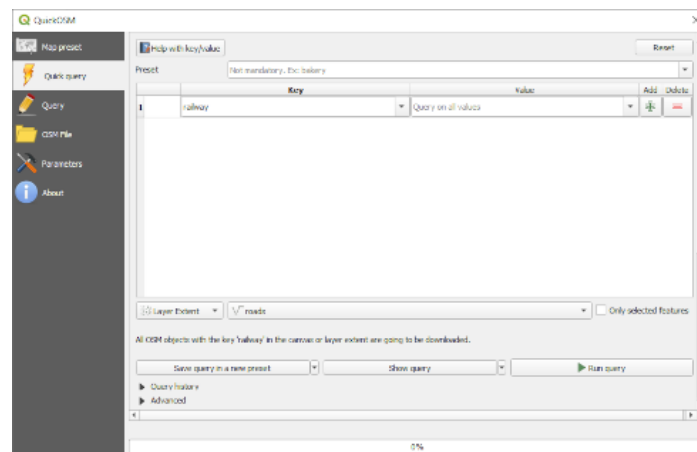 QuickOSM
Map preset
Quick query
Query
OSM File
Parameters
About
Help with key/value
Reset
Preset
Not mandatory. Ex: bakery
Key
Value
Add
Delete
1
railway
Query on all values
Layer Extent
roads
Only selected features
All OSM objects with the key 'railway' in the canvas or layer extent are going to be downloaded.
Save query in a new preset
Show query
Run query
Query history
Advanced
0%